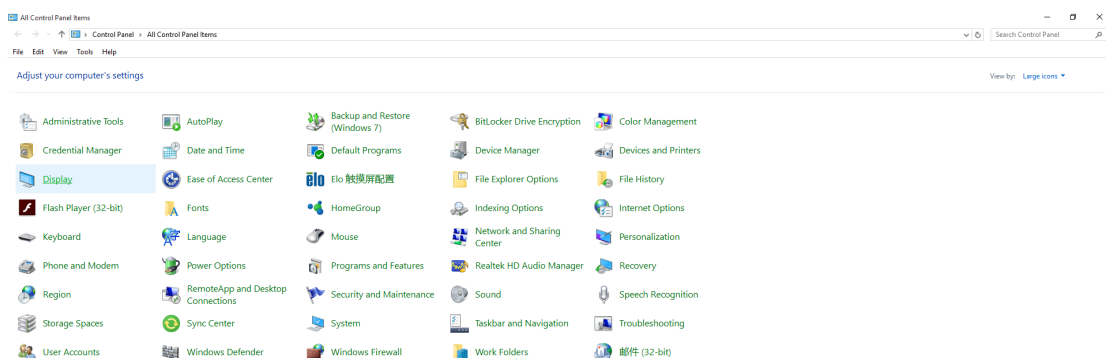 All Control Panel Items
Control Panel › All Control Panel Items
Search Control Panel
File Edit View Tools Help
Adjust your computer's settings
View by: Large icons
Administrative Tools
AutoPlay
Backup and Restore
(Windows 7)
BitLocker Drive Encryption
Color Management
Credential Manager
Date and Time
Default Programs
Device Manager
Devices and Printers
Display
Ease of Access Center
elo
Elo 触摸屏配置
File Explorer Options
File History
Flash Player (32-bit)
Fonts
HomeGroup
Indexing Options
Internet Options
Keyboard
Language
Mouse
Network and Sharing
Center
Personalization
Phone and Modem
Power Options
Programs and Features
Realtek HD Audio Manager
Recovery
Region
RemoteApp and Desktop
Connections
Security and Maintenance
Sound
Speech Recognition
Storage Spaces
Sync Center
System
Taskbar and Navigation
Troubleshooting
User Accounts
Windows Defender
Windows Firewall
Work Folders
邮件 (32-bit)